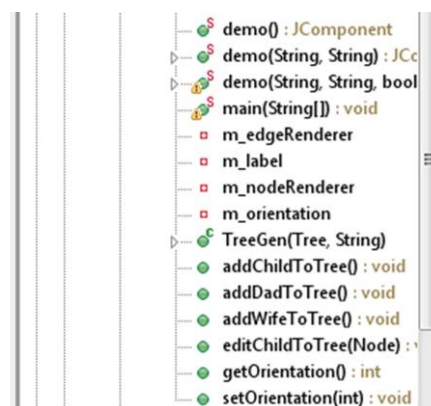 S demo() : JComponent
S demo(String, String) : JCo
S demo(String, String, bool
S main(String[]) : void
m_edgeRenderer
m_label
m_nodeRenderer
m_orientation
C TreeGen(Tree, String)
addChildToTree() : void
addDadToTree() : void
addWifeToTree() : void
editChildToTree(Node) :
getOrientation() : int
setOrientation(int) : void